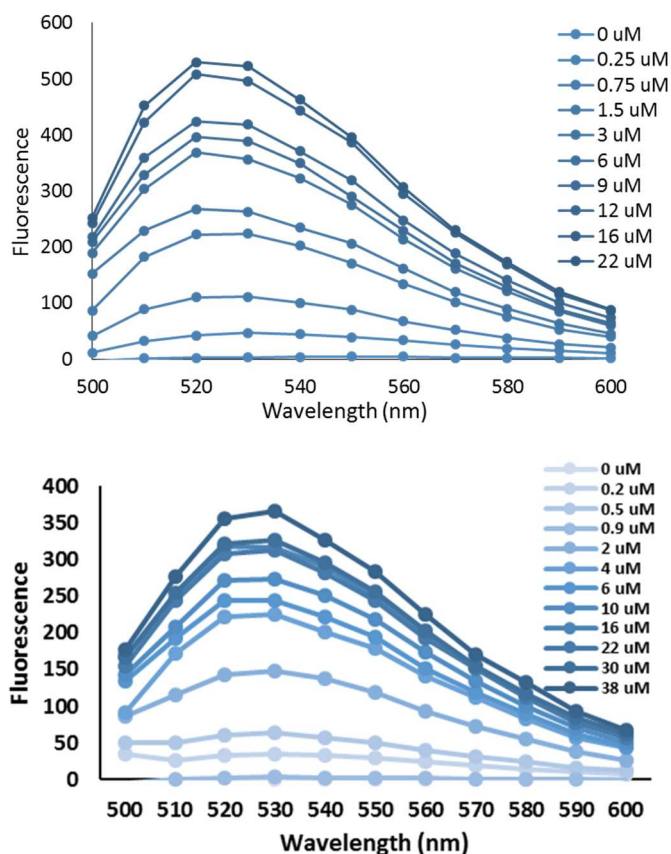 600
500
400
300
200
100
0
Fluorescence
500 520 540 560 580 600
Wavelength (nm)
0 uM
0.25 uM
0.75 uM
1.5 uM
3 uM
6 uM
9 uM
12 uM
16 uM
22 uM
400
350
300
250
200
150
100
50
0
Fluorescence
500 510 520 530 540 550 560 570 580 590 600
Wavelength (nm)
0 uM
0.2 uM
0.5 uM
0.9 uM
2 uM
4 uM
6 uM
10 uM
16 uM
22 uM
30 uM
38 uM